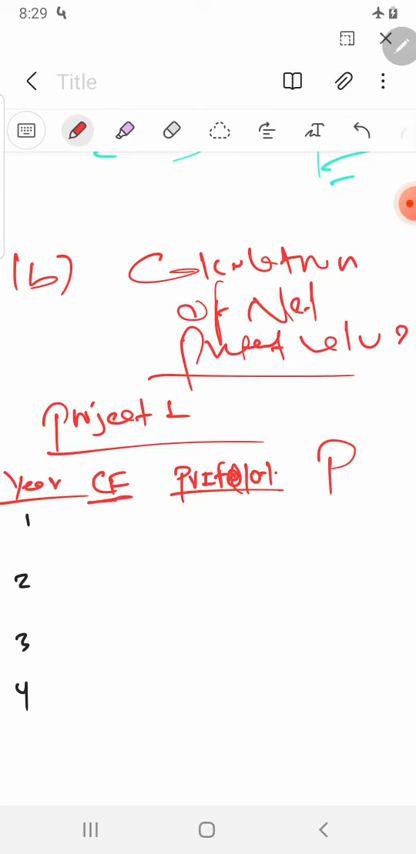 8:29
Title
(b) Calculation
of Net
present value
Project 1
Year CF PVIF@10% P
1
2
3
4